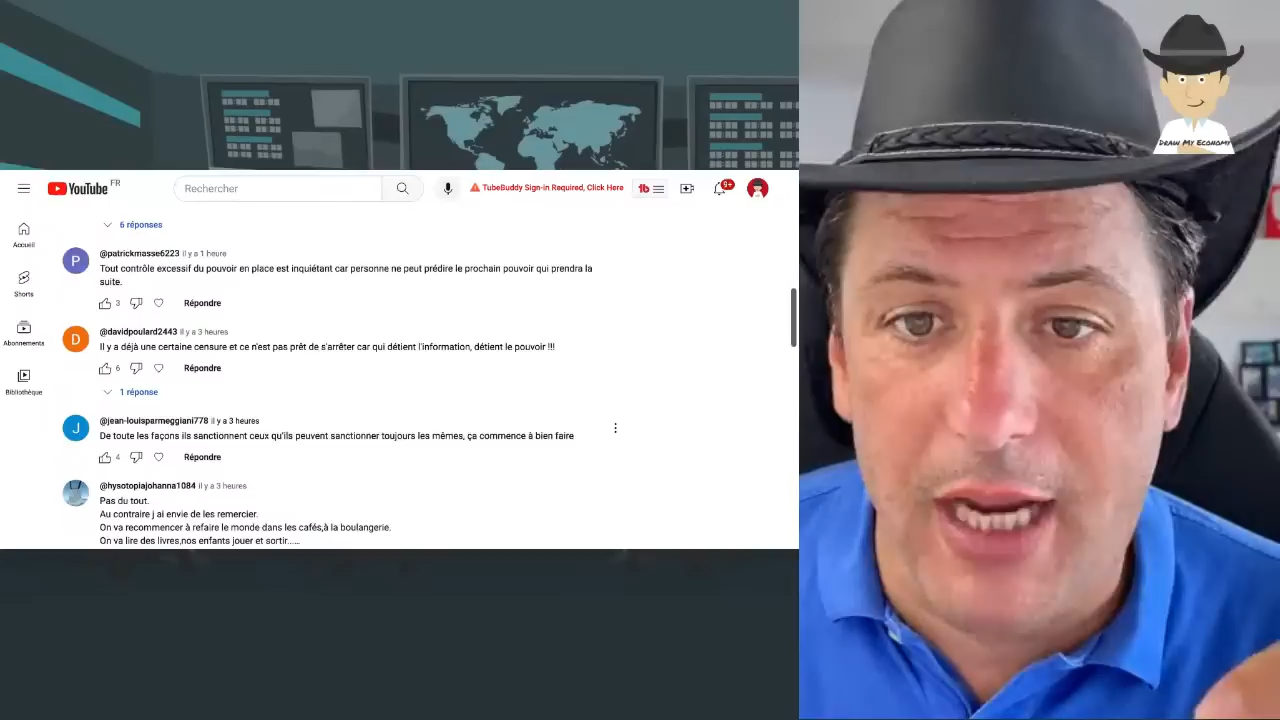 DRAW MY ECONOMY
YouTube FR
Rechercher
TubeBuddy Sign-in Required, Click Here
tb
9+
Accueil
Shorts
Abonnements
Bibliothèque
6 réponses
P
@patrickmasse6223 il y a 1 heure
Tout contrôle excessif du pouvoir en place est inquiétant car personne ne peut prédire le prochain pouvoir qui prendra la
suite.
3 Répondre
D
@davidpoulard2443 il y a 3 heures
Il y a déjà une certaine censure et ce n'est pas prêt de s'arrêter car qui détient l'information, détient le pouvoir !!!
6 Répondre
1 réponse
J
@jean-louisparmeggiani778 il y a 3 heures
De toute les façons ils sanctionnent ceux qu'ils peuvent sanctionner toujours les mêmes, ça commence à bien faire
4 Répondre
@hysotopiajohanna1084 il y a 3 heures
Pas du tout.
Au contraire j ai envie de les remercier.
On va recommencer à refaire le monde dans les cafés,à la boulangerie.
On va lire des livres,nos enfants jouer et sortir.....